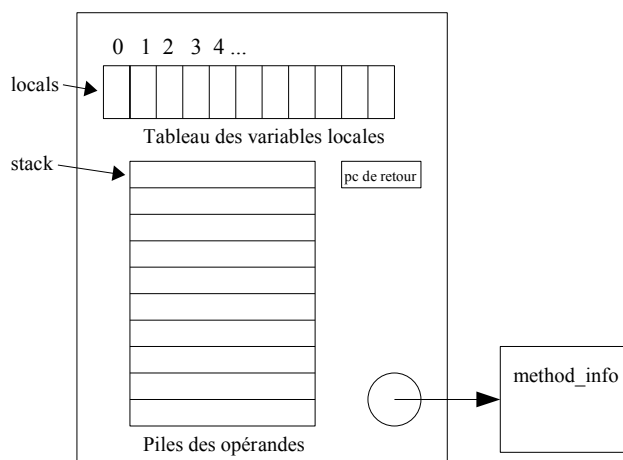 0 1 2 3 4 ...
locals
Tableau des variables locales
stack
pc de retour
method_info
Piles des opérandes